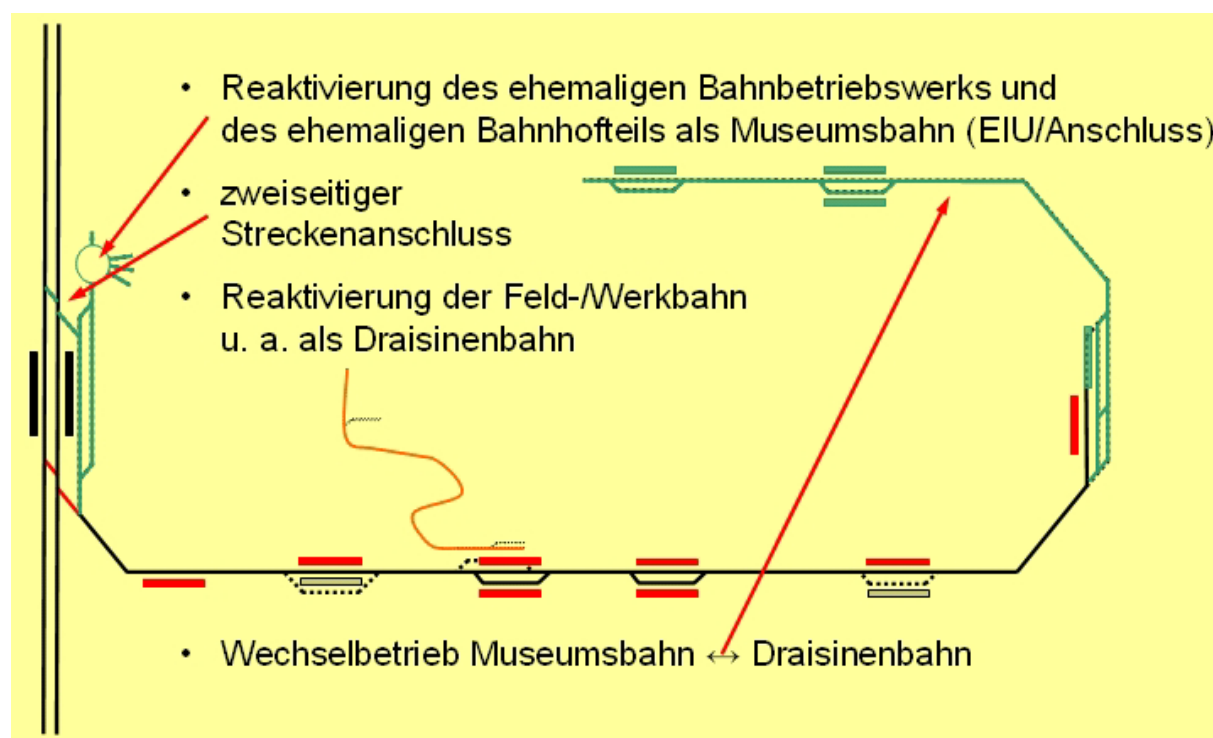 • Reaktivierung des ehemaligen Bahnbetriebswerks und
des ehemaligen Bahnhofteils als Museumsbahn (EIU/Anschluss)
• zweiseitiger
Streckenanschluss
• Reaktivierung der Feld-/Werkbahn
u. a. als Draisinenbahn
• Wechselbetrieb Museumsbahn ↔ Draisinenbahn